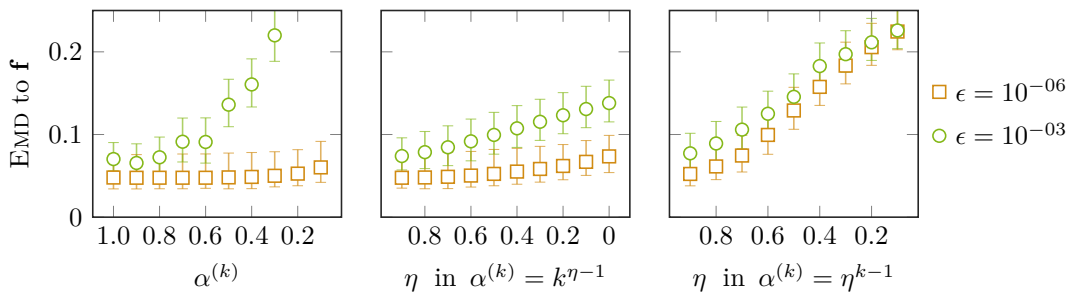 EMD to f
0.2
0.1
0
1.0 0.8 0.6 0.4 0.2
α^(k)
0.8 0.6 0.4 0.2 0
η in α^(k) = k^η−1
0.8 0.6 0.4 0.2
η in α^(k) = η^k−1
ϵ = 10^−06
ϵ = 10^−03